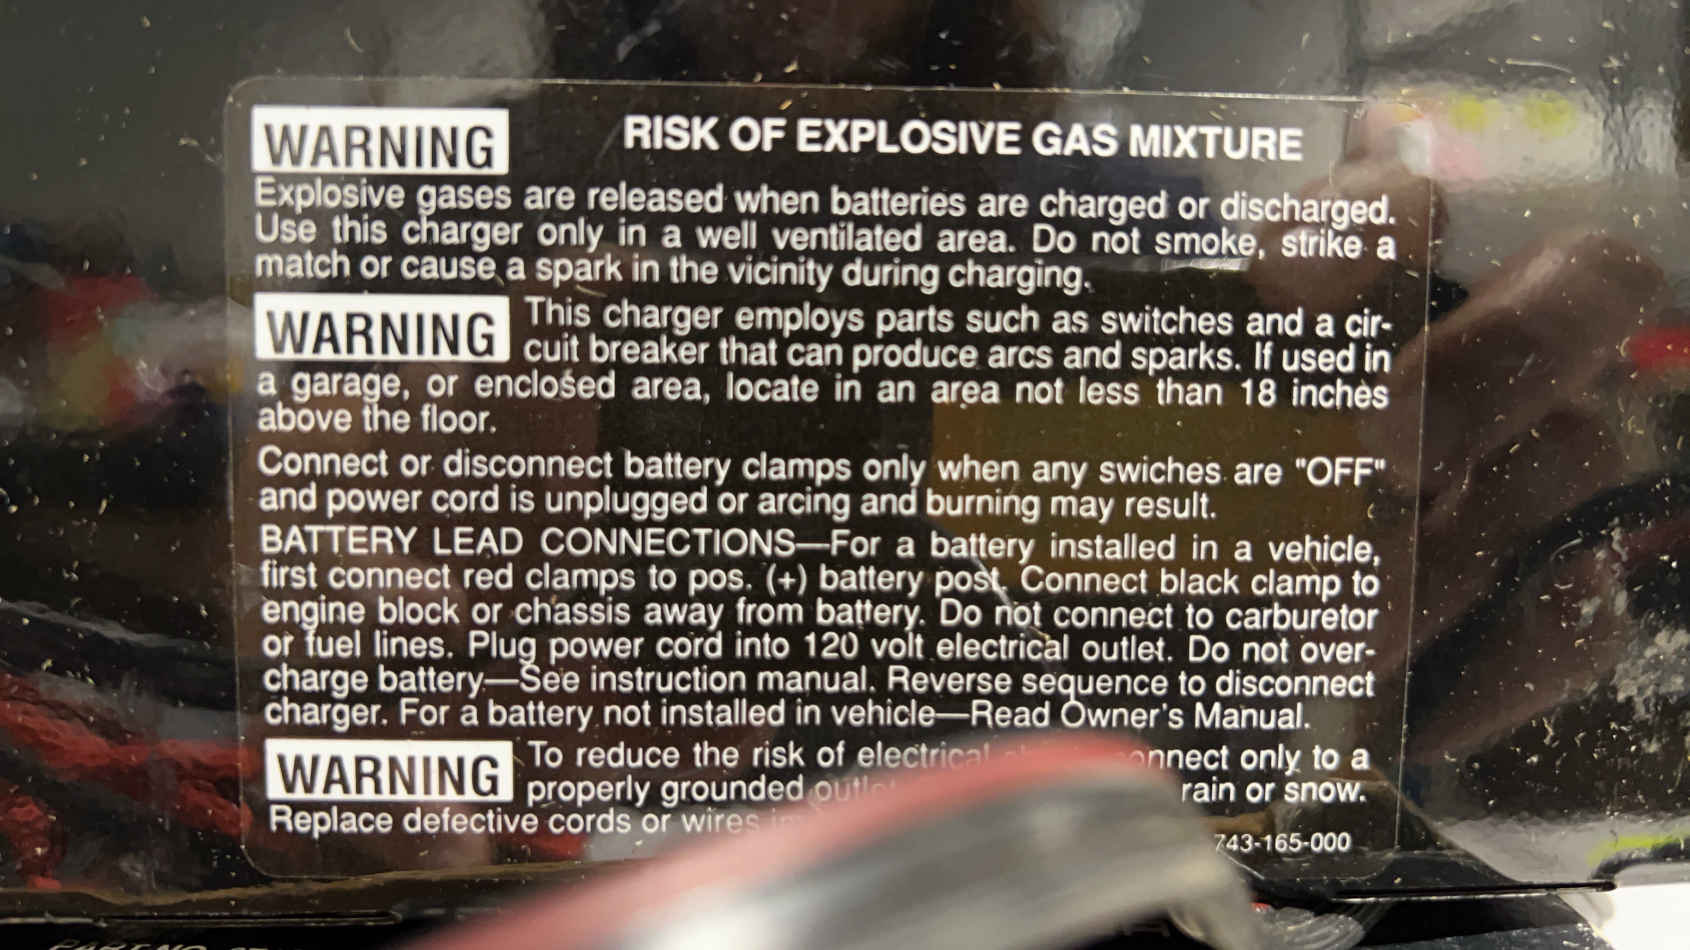 WARNING RISK OF EXPLOSIVE GAS MIXTURE
Explosive gases are released when batteries are charged or discharged.
Use this charger only in a well ventilated area. Do not smoke, strike a
match or cause a spark in the vicinity during charging.
WARNING This charger employs parts such as switches and a cir-
cuit breaker that can produce arcs and sparks. If used in
a garage, or enclosed area, locate in an area not less than 18 inches
above the floor.
Connect or disconnect battery clamps only when any swiches are "OFF"
and power cord is unplugged or arcing and burning may result.
BATTERY LEAD CONNECTIONS—For a battery installed in a vehicle,
first connect red clamps to pos. (+) battery post. Connect black clamp to
engine block or chassis away from battery. Do not connect to carburetor
or fuel lines. Plug power cord into 120 volt electrical outlet. Do not over-
charge battery—See instruction manual. Reverse sequence to disconnect
charger. For a battery not installed in vehicle—Read Owner's Manual.
WARNING To reduce the risk of electrical only to a
properly grounded rain or snow.
Replace defective cords or wires
743-165-000
PART NO.